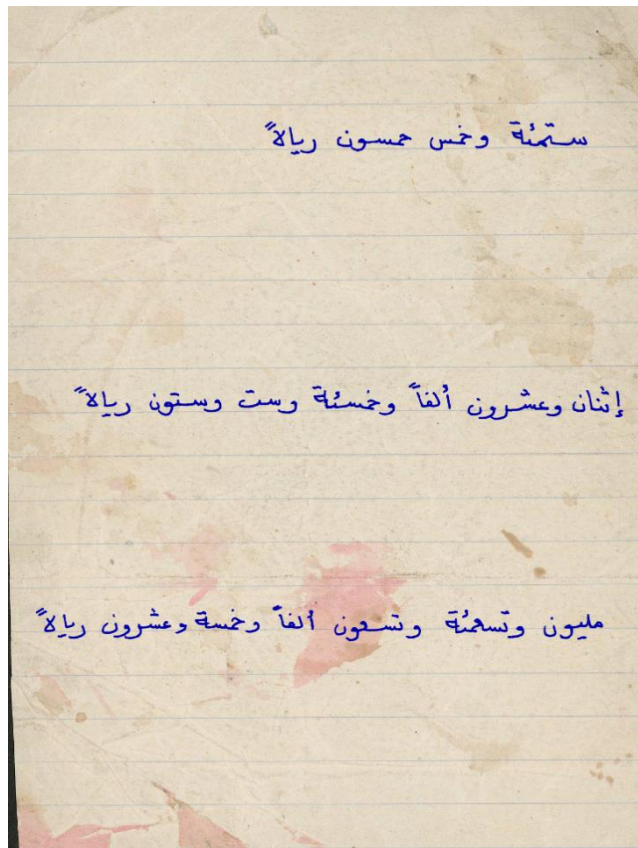 ستمئة وخمس خمسون ريالاً
إثنان وعشرون ألفاً وخمسئة وست وستون ريالاً
مليون وتسعمئة وتسعون ألفاً وخمسة وعشرون ريالاً